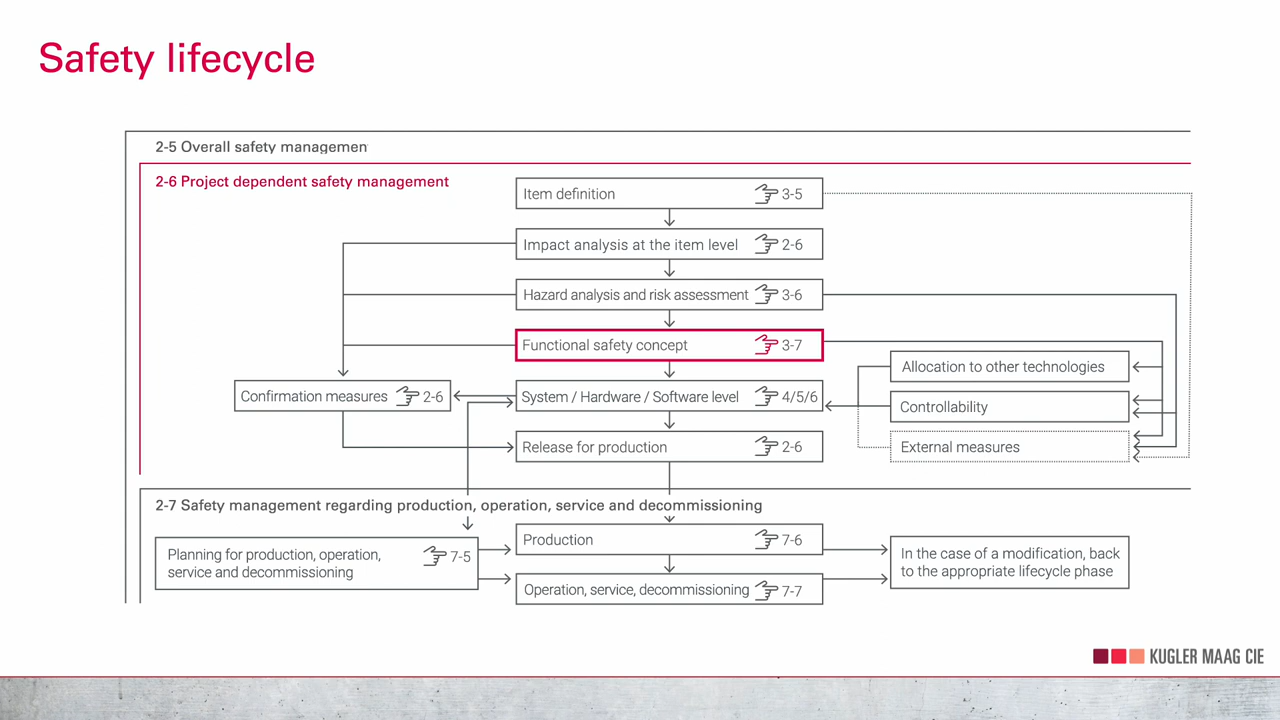 Safety lifecycle
2-5 Overall safety managemen
2-6 Project dependent safety management
Item definition 3-5
Impact analysis at the item level 2-6
Hazard analysis and risk assessment 3-6
Functional safety concept 3-7
Allocation to other technologies
Confirmation measures 2-6
System / Hardware / Software level 4/5/6
Controllability
Release for production 2-6
External measures
2-7 Safety management regarding production, operation, service and decommissioning
Planning for production, operation,
service and decommissioning
7-5
Production 7-6
In the case of a modification, back
to the appropriate lifecycle phase
Operation, service, decommissioning 7-7
KUGLER MAAG CIE